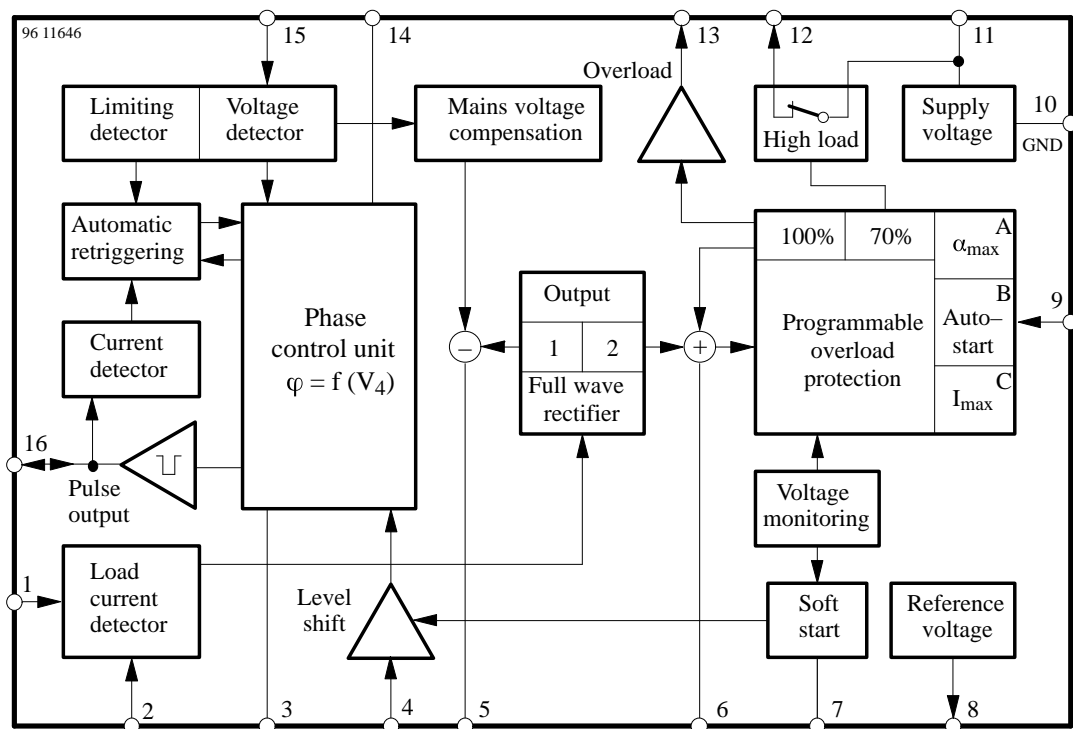 96 11646
15
14
13
12
11
10
GND
Overload
Limiting
detector
Voltage
detector
Mains voltage
compensation
High load
Supply
voltage
Automatic
retriggering
100%
70%
A
αmax
B
Auto–
start
C
Imax
9
Phase
control unit
φ = f (V4)
Output
1
2
Full wave
rectifier
–
+
Programmable
overload
protection
Current
detector
16
Pulse
output
Voltage
monitoring
1
Load
current
detector
Level
shift
Soft
start
Reference
voltage
2
3
4
5
6
7
8